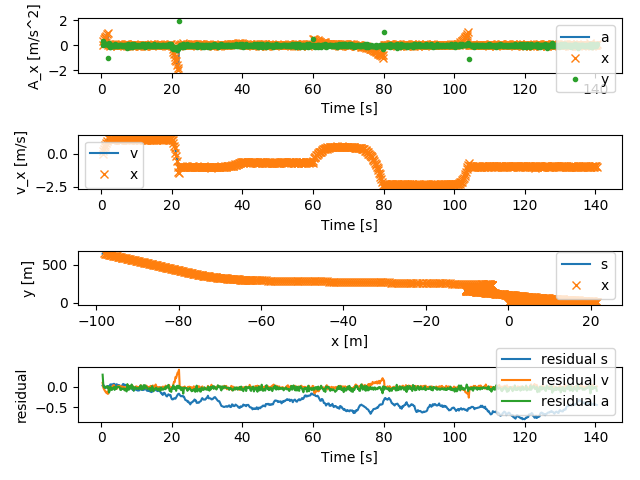 A_x [m/s^2]
2
0
−2
a
x
y
0
20
40
60
80
100
120
140
Time [s]
v_x [m/s]
0.0
−2.5
v
x
0
20
40
60
80
100
120
140
Time [s]
y [m]
500
0
s
x
−100
−80
−60
−40
−20
0
20
x [m]
residual
0.0
−0.5
residual s
residual v
residual a
0
20
40
60
80
100
120
140
Time [s]